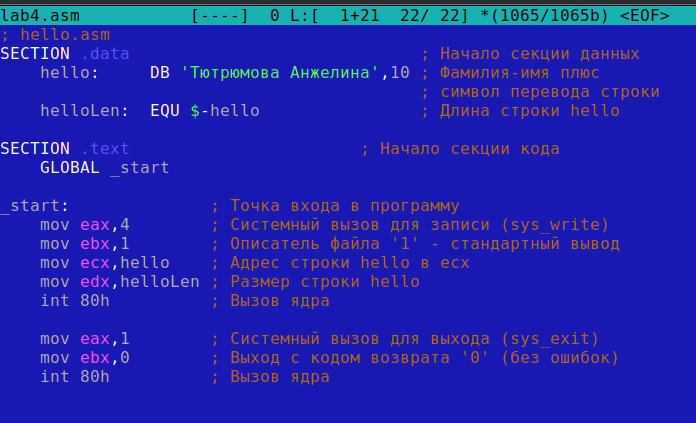 lab4.asm [----] 0 L:[ 1+21 22/ 22] *(1065/1065b) <EOF>
; hello.asm
SECTION .data ; Начало секции данных
hello: DB 'Тютрюмова Анжелина',10 ; Фамилия-имя плюс
; символ перевода строки
helloLen: EQU $-hello ; Длина строки hello
SECTION .text ; Начало секции кода
GLOBAL _start
_start: ; Точка входа в программу
mov eax,4 ; Системный вызов для записи (sys_write)
mov ebx,1 ; Описатель файла '1' - стандартный вывод
mov ecx,hello ; Адрес строки hello в ecx
mov edx,helloLen ; Размер строки hello
int 80h ; Вызов ядра
mov eax,1 ; Системный вызов для выхода (sys_exit)
mov ebx,0 ; Выход с кодом возврата '0' (без ошибок)
int 80h ; Вызов ядра